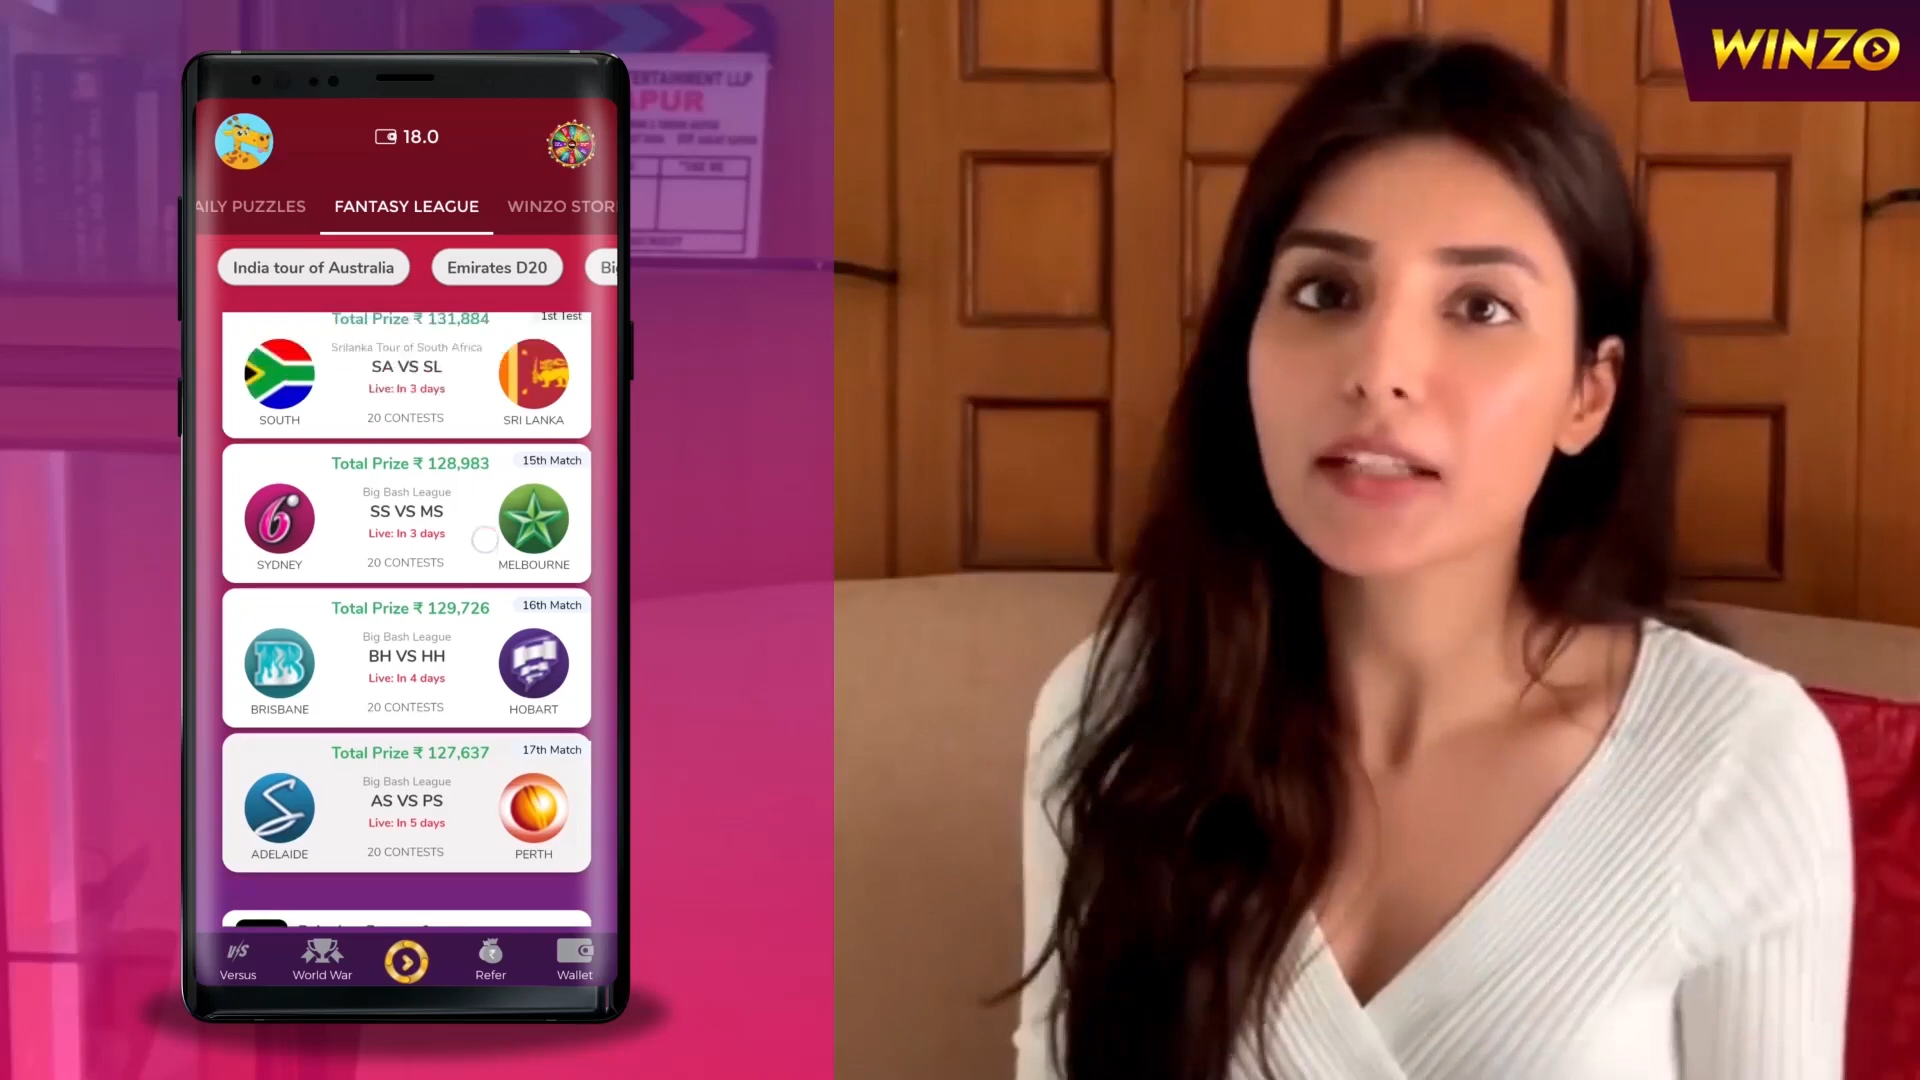 WINZO
ERTAINMENT LLP
APUR
18.0
AILY PUZZLES
FANTASY LEAGUE
WINZO STOR
India tour of Australia
Emirates D20
Total Prize ₹ 131,884
1st Test
Srilanka Tour of South Africa
SA VS SL
Live: In 3 days
SOUTH
20 CONTESTS
SRI LANKA
Total Prize ₹ 128,983
15th Match
Big Bash League
SS VS MS
Live: In 3 days
SYDNEY
20 CONTESTS
MELBOURNE
Total Prize ₹ 129,726
16th Match
Big Bash League
BH VS HH
Live: In 4 days
BRISBANE
20 CONTESTS
HOBART
Total Prize ₹ 127,637
17th Match
Big Bash League
AS VS PS
Live: In 5 days
ADELAIDE
20 CONTESTS
PERTH
V/S
Versus
World War
Refer
Wallet